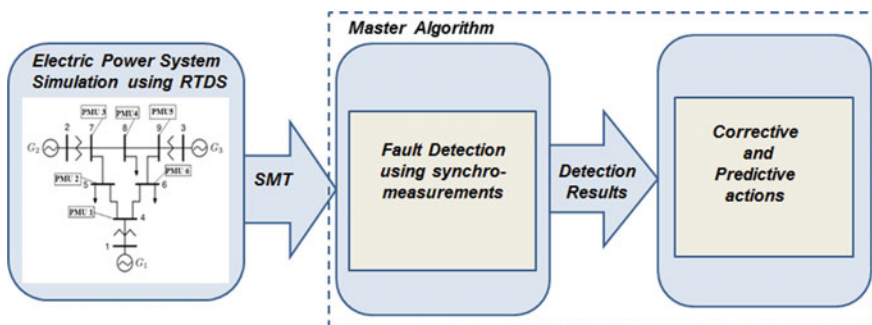 Master Algorithm
Electric Power System
Simulation using RTDS
PMU 3
PMU4
PMU5
2
7
8
9
3
G2
G3
PMU 2
5
PMU 6
6
PMU 1
4
1
G1
SMT
Fault Detection
using synchro-
measurements
Detection
Results
Corrective
and
Predictive
actions